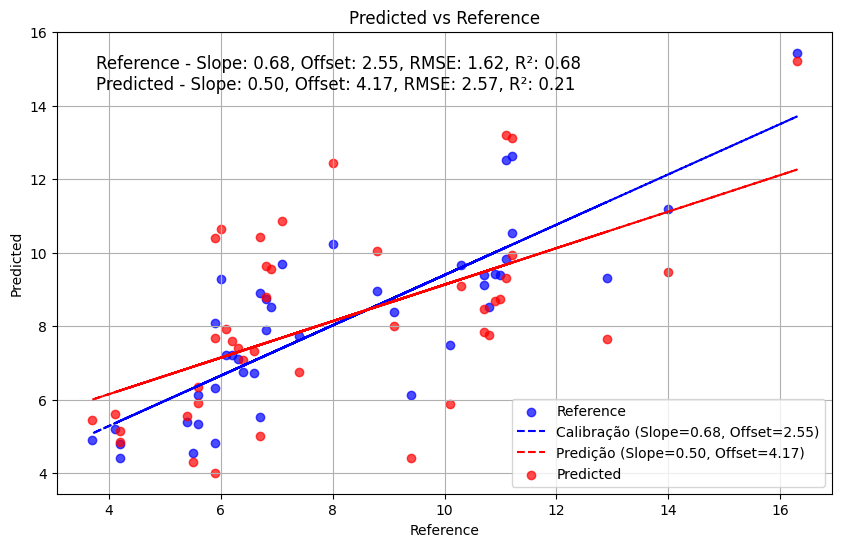 Predicted vs Reference
Reference - Slope: 0.68, Offset: 2.55, RMSE: 1.62, R²: 0.68
Predicted - Slope: 0.50, Offset: 4.17, RMSE: 2.57, R²: 0.21
16
14
12
10
8
6
4
Predicted
Reference
Calibração (Slope=0.68, Offset=2.55)
Predição (Slope=0.50, Offset=4.17)
Predicted
4 6 8 10 12 14 16
Reference